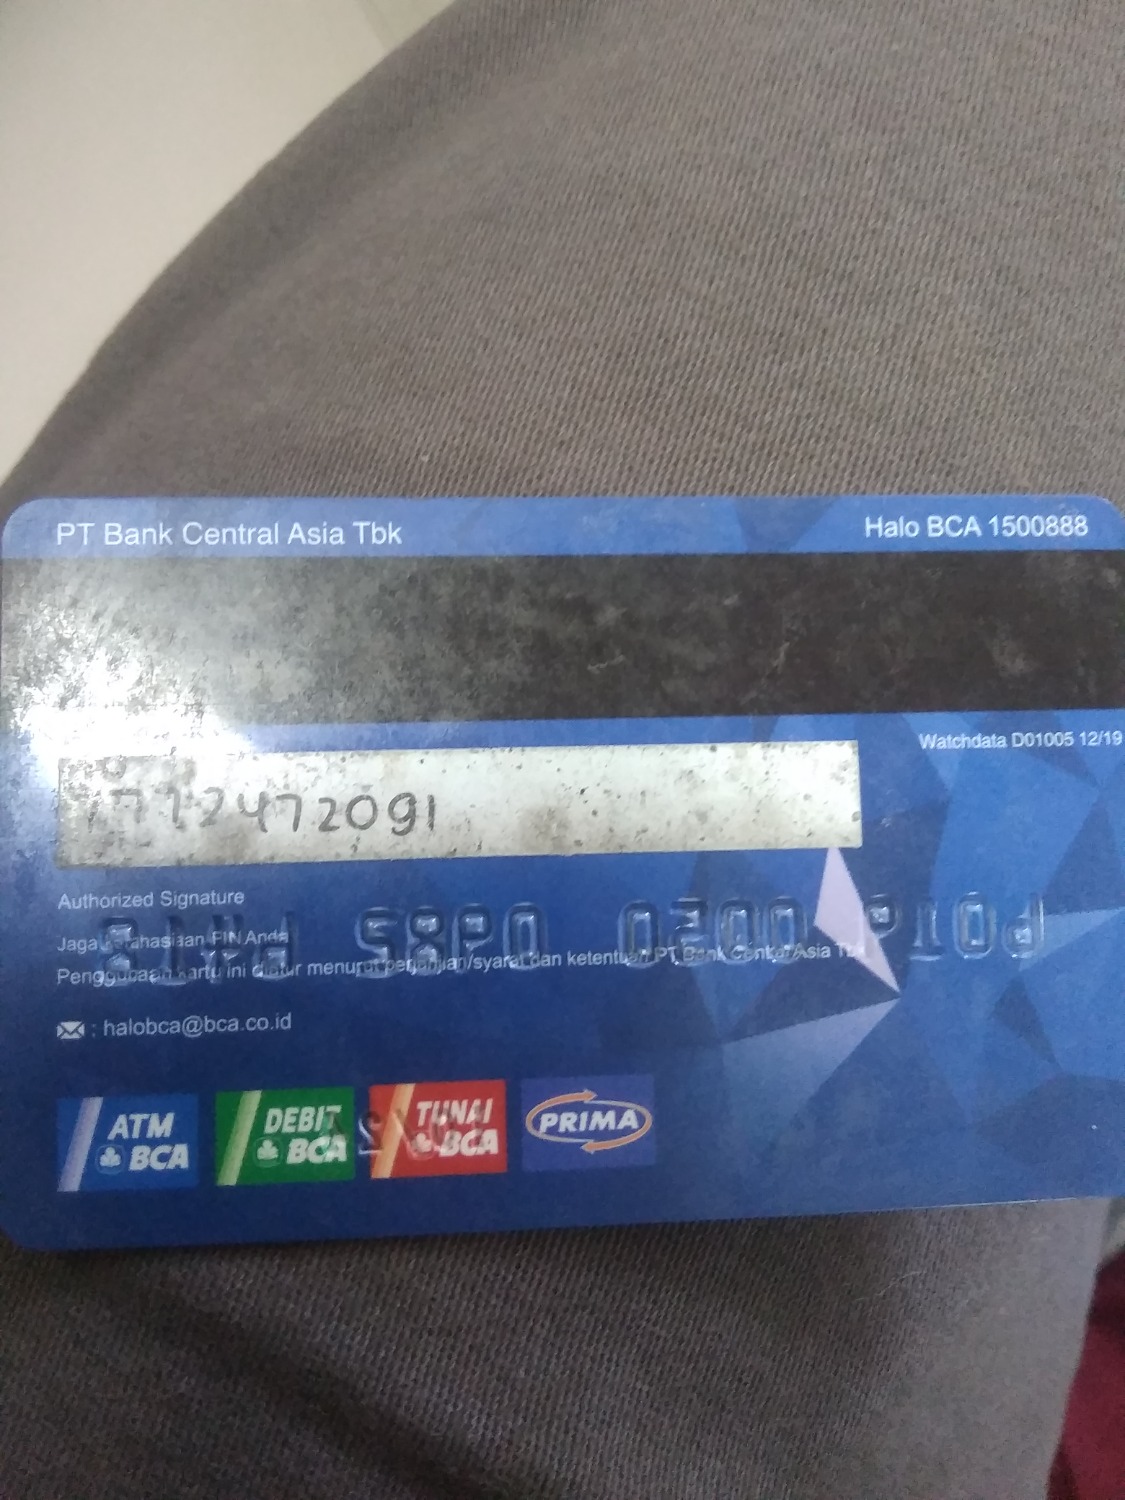 PT Bank Central Asia Tbk
Halo BCA 1500888
Watchdata D01005 12/19
7712472091
Authorized Signature
Jaga Kerahasiaan PIN Anda
Penggunaan kartu ini diatur menurut perjanjian/syarat dan ketentuan PT Bank Central Asia Tbk
: halobca@bca.co.id
ATM BCA
DEBIT BCA
TUNAI BCA
PRIMA